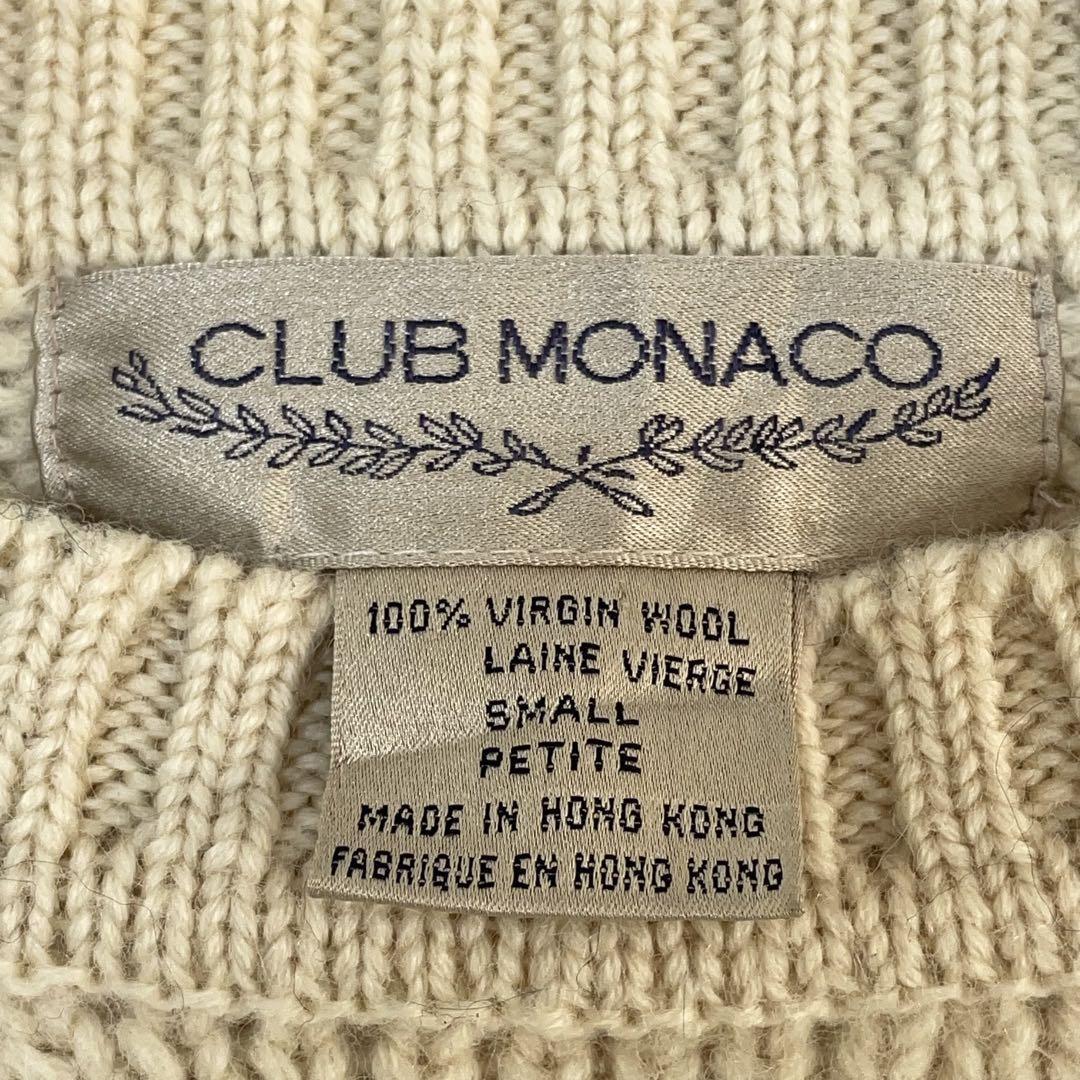 CLUB MONACO
100% VIRGIN WOOL
LAINE VIERGE
SMALL
PETITE
MADE IN HONG KONG
FABRIQUE EN HONG KONG